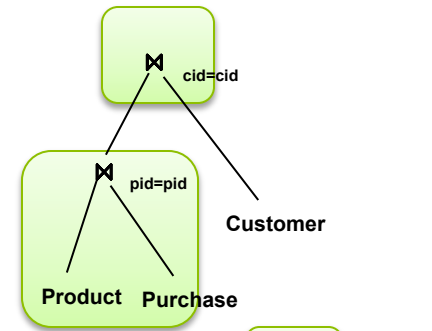 ⋈ cid=cid
⋈ pid=pid
Customer
Product Purchase